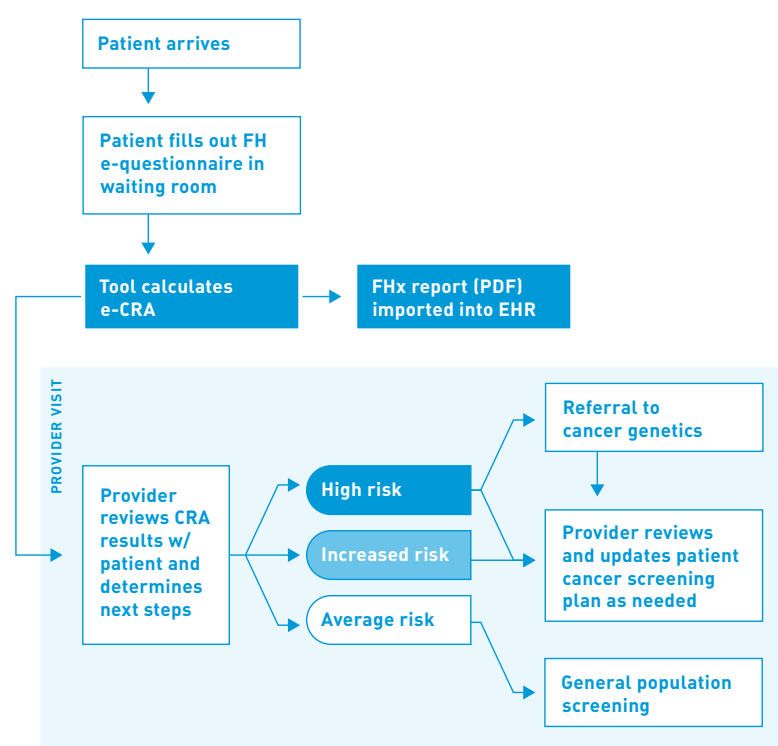 Patient arrives
Patient fills out FH
e-questionnaire in
waiting room
Tool calculates
e-CRA
FHx report (PDF)
imported into EHR
PROVIDER VISIT
Provider
reviews CRA
results w/
patient and
determines
next steps
High risk
Increased risk
Average risk
Referral to
cancer genetics
Provider reviews
and updates patient
cancer screening
plan as needed
General population
screening